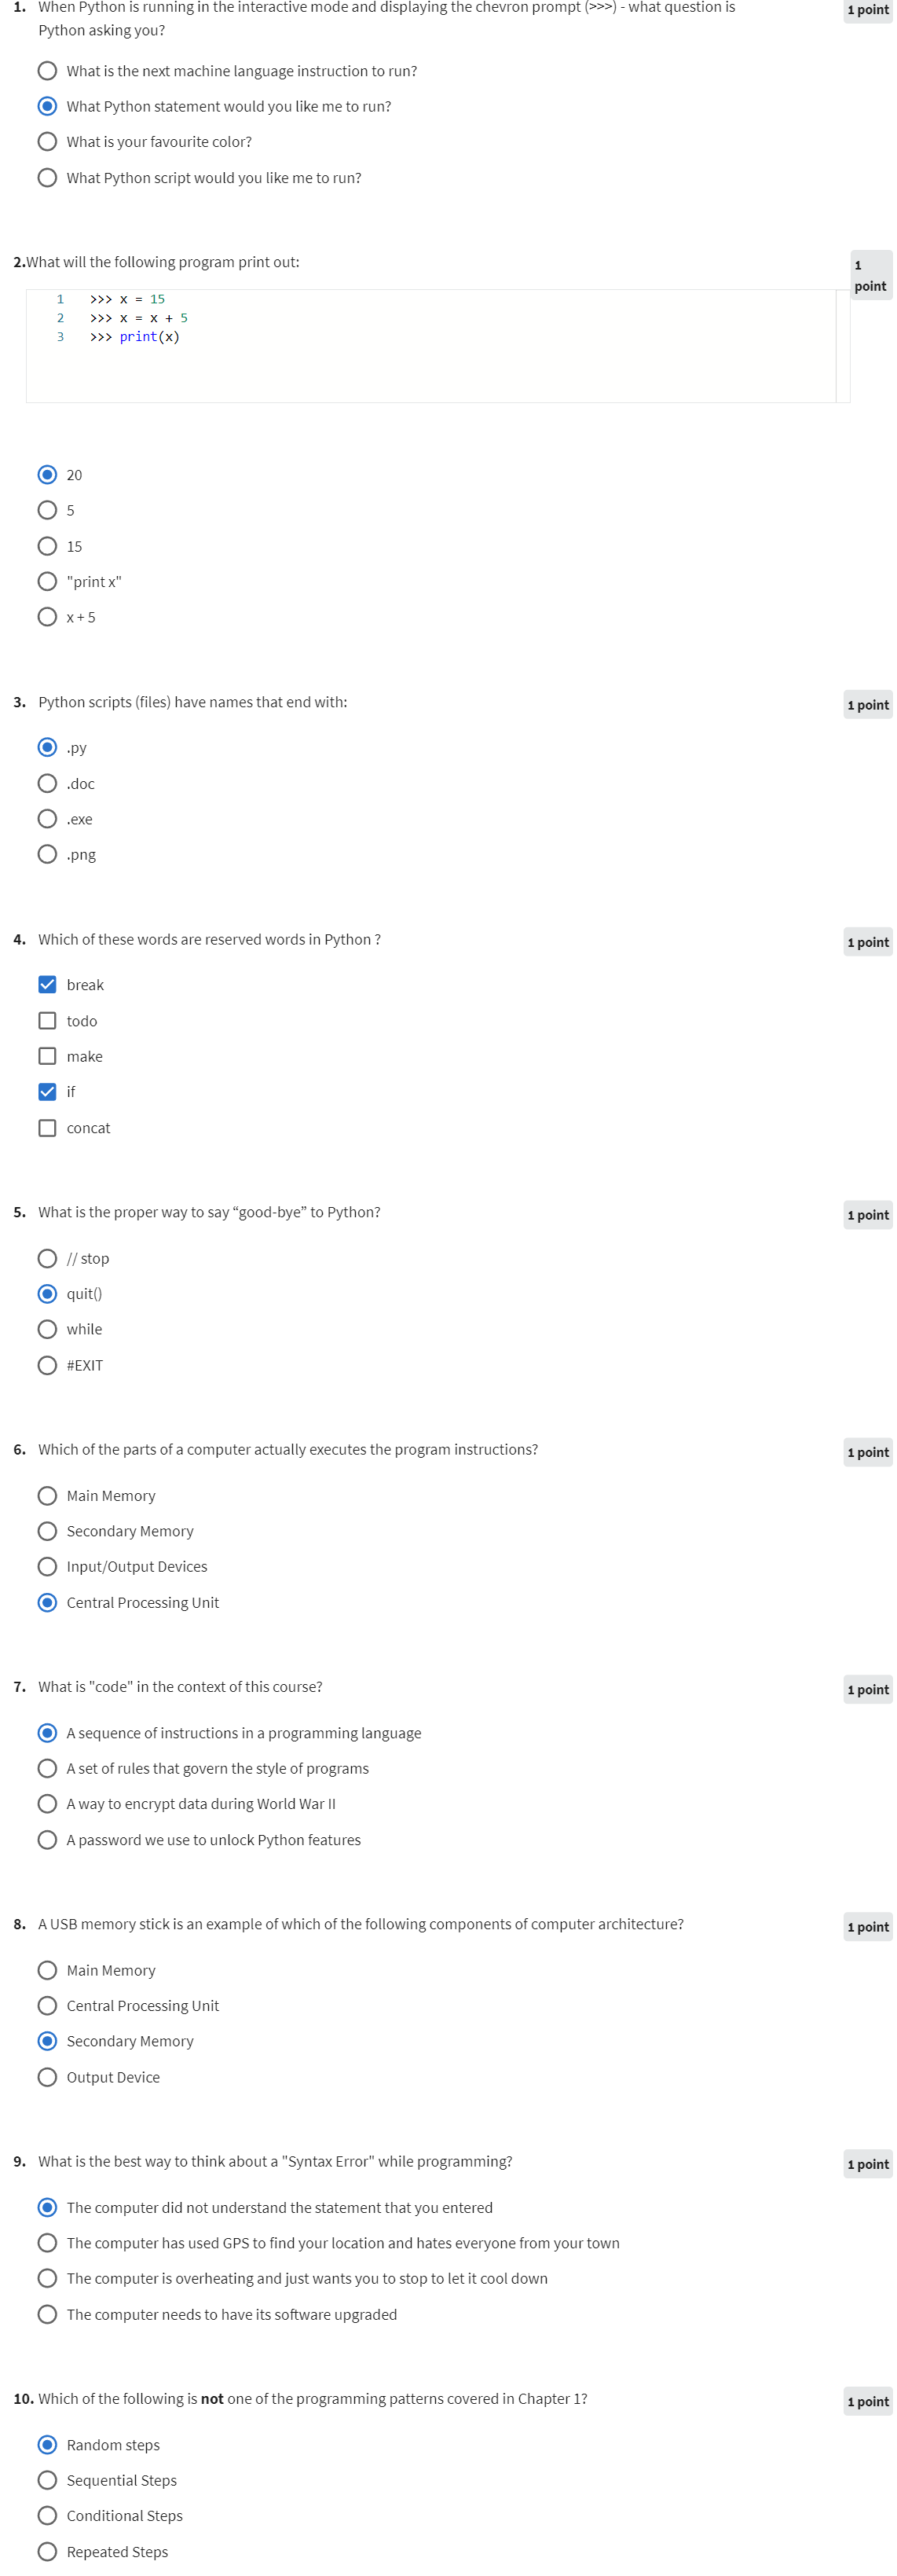 1. When Python is running in the interactive mode and displaying the chevron prompt (>>>) - what question is
Python asking you?
1 point
What is the next machine language instruction to run?
What Python statement would you like me to run?
What is your favourite color?
What Python script would you like me to run?
2.What will the following program print out:
1
point
1 >>> x = 15
2 >>> x = x + 5
3 >>> print(x)
20
5
15
"print x"
x + 5
3. Python scripts (files) have names that end with:
1 point
.py
.doc
.exe
.png
4. Which of these words are reserved words in Python ?
1 point
break
todo
make
if
concat
5. What is the proper way to say “good-bye” to Python?
1 point
// stop
quit()
while
#EXIT
6. Which of the parts of a computer actually executes the program instructions?
1 point
Main Memory
Secondary Memory
Input/Output Devices
Central Processing Unit
7. What is "code" in the context of this course?
1 point
A sequence of instructions in a programming language
A set of rules that govern the style of programs
A way to encrypt data during World War II
A password we use to unlock Python features
8. A USB memory stick is an example of which of the following components of computer architecture?
1 point
Main Memory
Central Processing Unit
Secondary Memory
Output Device
9. What is the best way to think about a "Syntax Error" while programming?
1 point
The computer did not understand the statement that you entered
The computer has used GPS to find your location and hates everyone from your town
The computer is overheating and just wants you to stop to let it cool down
The computer needs to have its software upgraded
10. Which of the following is not one of the programming patterns covered in Chapter 1?
1 point
Random steps
Sequential Steps
Conditional Steps
Repeated Steps